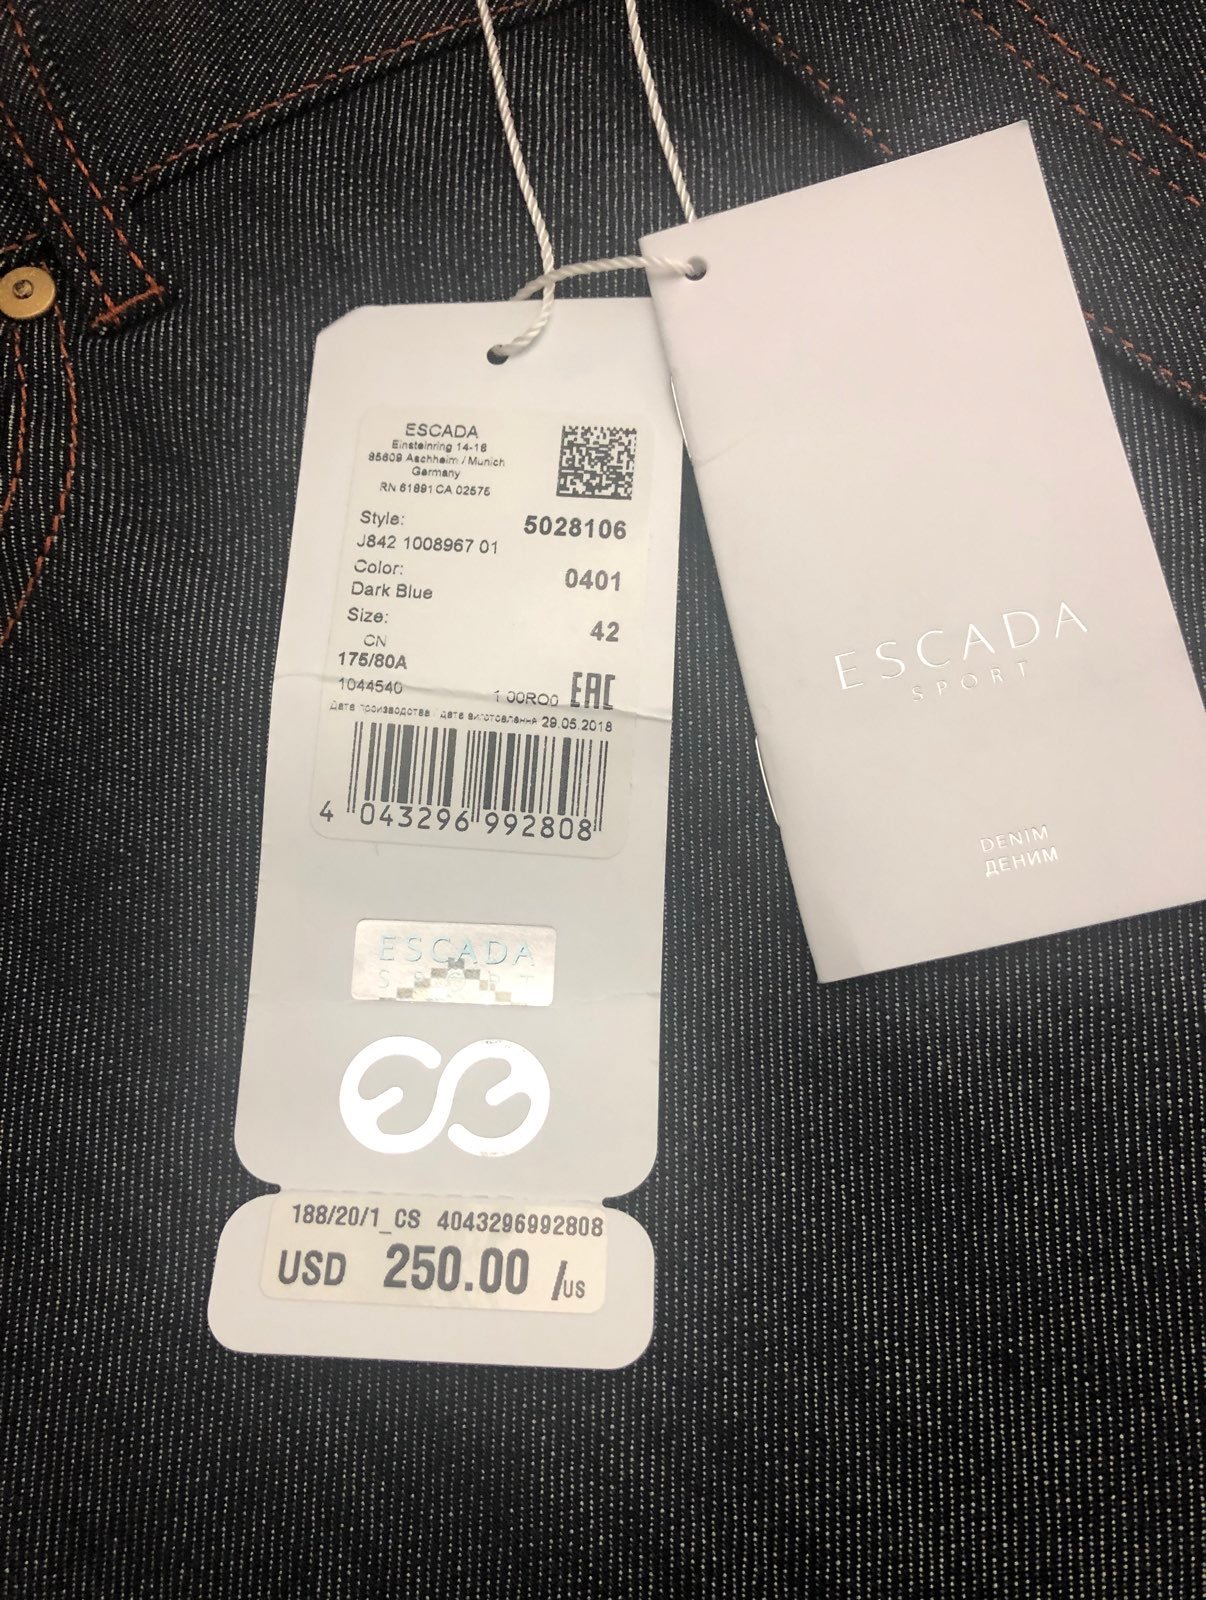 ESCADA
Einsteinring 14-18
85609 Aschheim / Munich
Germany
RN 61891 CA 02575
Style:
5028106
J842 1008967 01
Color:
0401
Dark Blue
Size:
42
CN
175/80A
1044540
1 00RO0 EAC
Дата производства / дата виготовлення 29.05.2018
4 043296 992808
ESCADA
SPORT
188/20/1_CS 4043296992808
USD 250.00 /US
ESCADA
SPORT
DENIM
ДЕНИМ